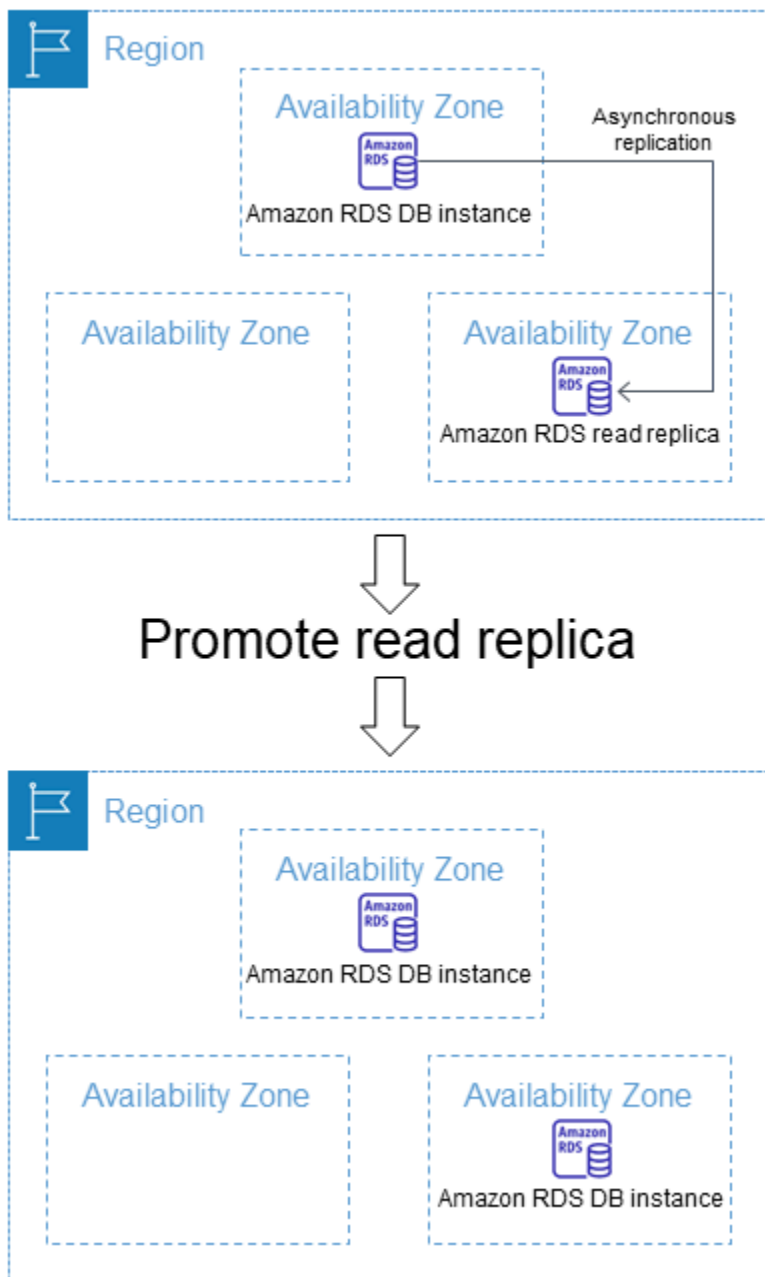 Region
Availability Zone
Asynchronous
replication
Amazon
RDS
Amazon RDS DB instance
Availability Zone
Availability Zone
Amazon
RDS
Amazon RDS read replica
Promote read replica
Region
Availability Zone
Amazon
RDS
Amazon RDS DB instance
Availability Zone
Availability Zone
Amazon
RDS
Amazon RDS DB instance